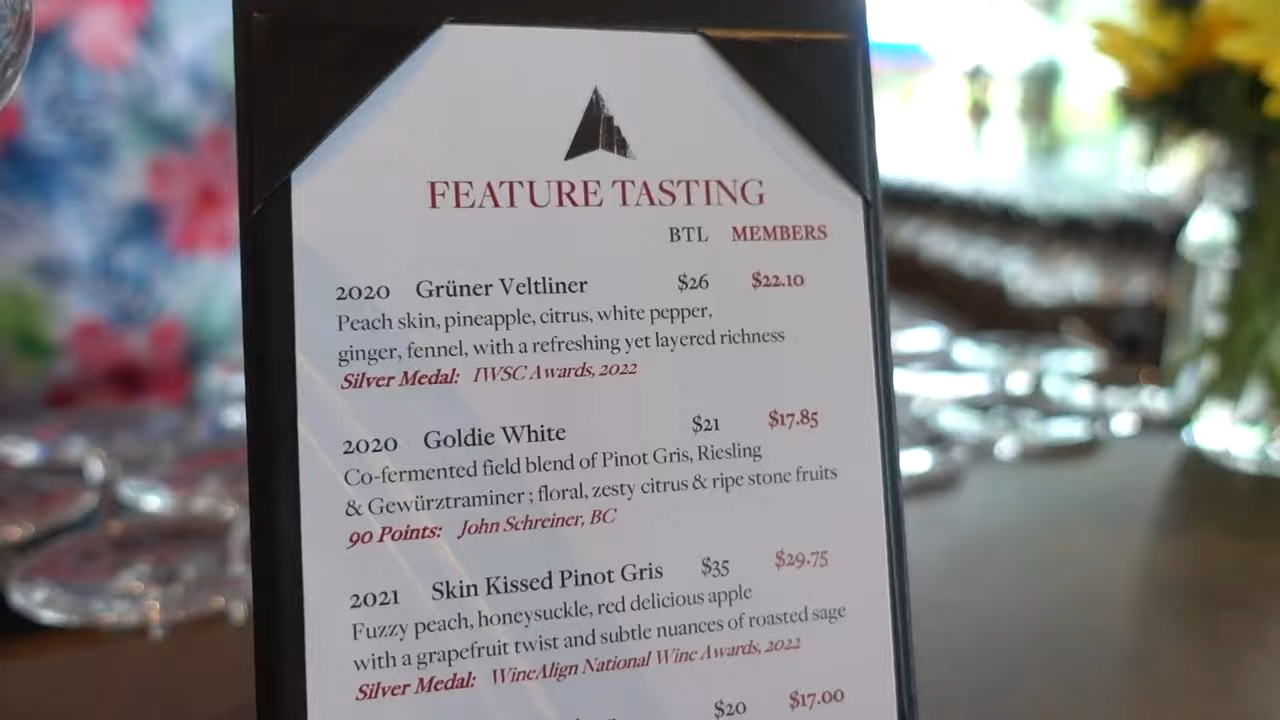 FEATURE TASTING
BTL MEMBERS
2020 Grüner Veltliner $26 $22.10
Peach skin, pineapple, citrus, white pepper,
ginger, fennel, with a refreshing yet layered richness
Silver Medal: IWSC Awards, 2022
2020 Goldie White $21 $17.85
Co-fermented field blend of Pinot Gris, Riesling
& Gewürztraminer ; floral, zesty citrus & ripe stone fruits
90 Points: John Schreiner, BC
2021 Skin Kissed Pinot Gris $35 $29.75
Fuzzy peach, honeysuckle, red delicious apple
with a grapefruit twist and subtle nuances of roasted sage
Silver Medal: WineAlign National Wine Awards, 2022
$20 $17.00